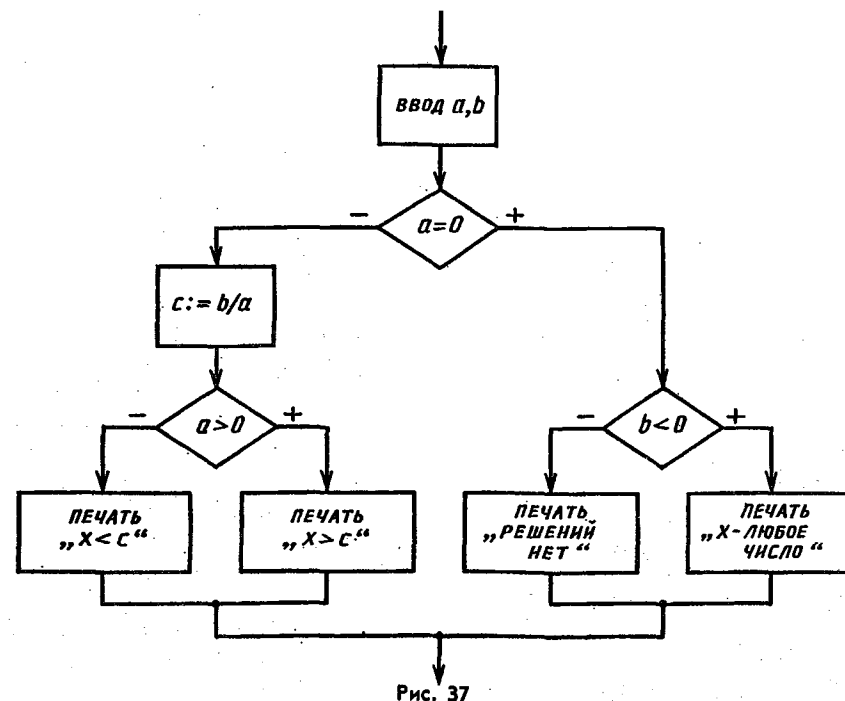 ВВОД a,b
a=0
−
+
c:= b/a
a>0
−
+
b<0
−
+
ПЕЧАТЬ
„X<C“
ПЕЧАТЬ
„X>C“
ПЕЧАТЬ
„РЕШЕНИЙ
НЕТ“
ПЕЧАТЬ
„X-ЛЮБОЕ
ЧИСЛО“
Рис. 37